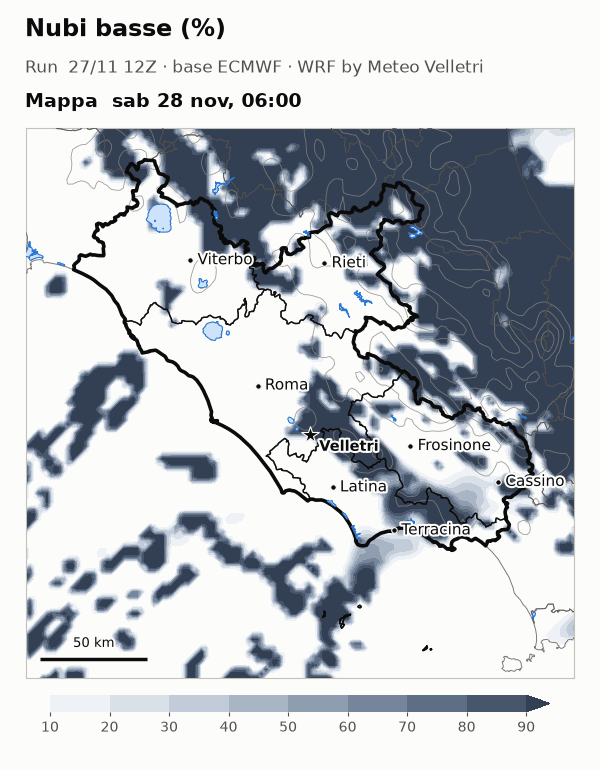 Nubi basse (%)
Run  27/11 12Z · base ECMWF · WRF by Meteo Velletri
Mappa  sab 28 nov, 06:00
Viterbo
Rieti
Roma
Velletri
Frosinone
Latina
Cassino
Terracina
50 km
10 20 30 40 50 60 70 80 90